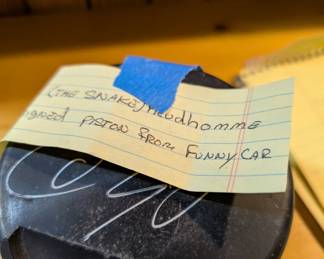 (THE SNAKE) Prudhomme
signed PISTON FROM FUNNY CAR